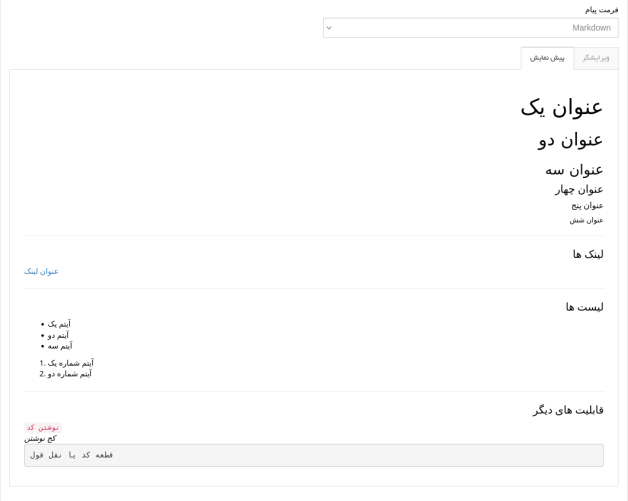 فرمت پیام
Markdown
ویرایشگر
پیش نمایش
عنوان یک
عنوان دو
عنوان سه
عنوان چهار
عنوان پنج
عنوان شش
لینک ها
عنوان لینک
لیست ها
• آیتم یک
• آیتم دو
• آیتم سه
1. آیتم شماره یک
2. آیتم شماره دو
قابلیت های دیگر
نوشتن کد
کج نوشتن
قطعه کد یا نقل قول